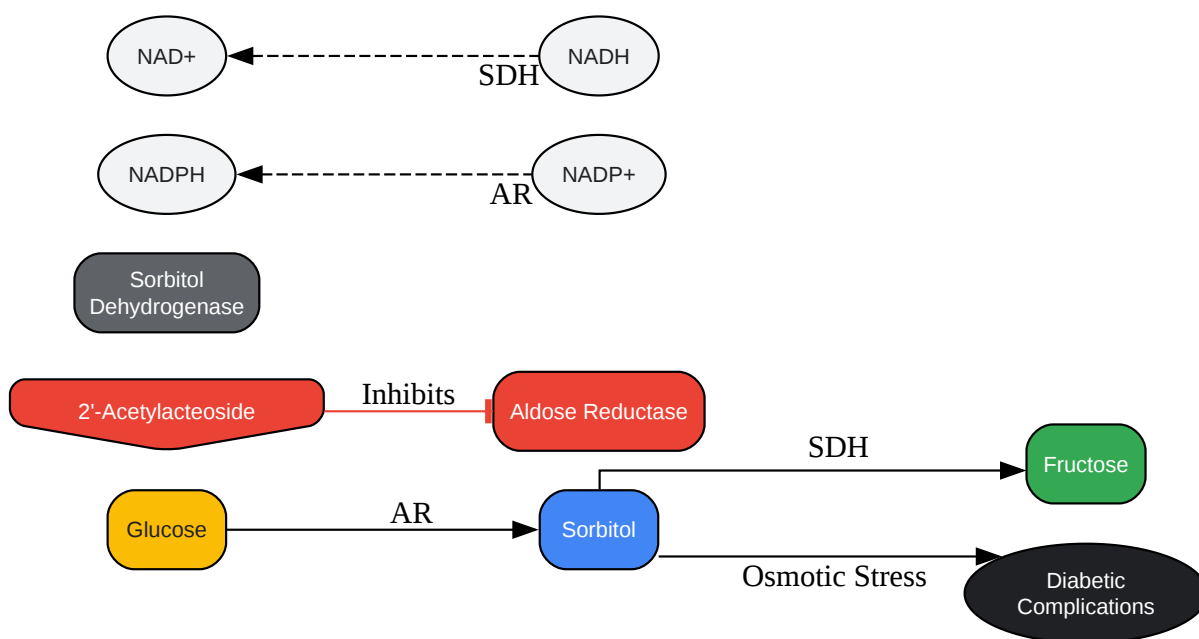 NAD+
NADH
SDH
NADPH
NADP+
AR
Sorbitol
Dehydrogenase
2'-Acetylacteoside
Inhibits
Aldose Reductase
SDH
Fructose
Glucose
AR
Sorbitol
Osmotic Stress
Diabetic
Complications